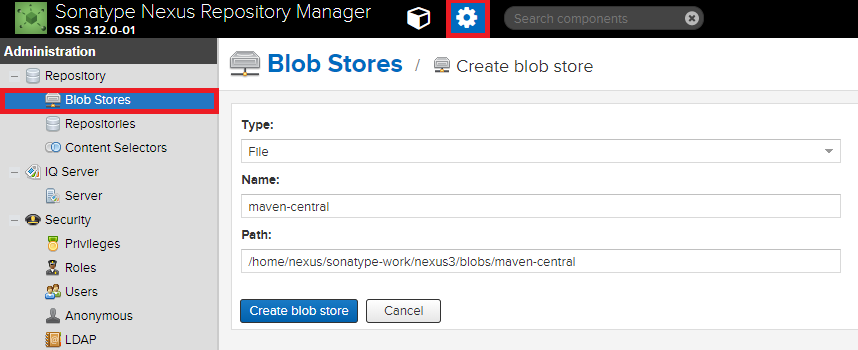 Sonatype Nexus Repository Manager
OSS 3.12.0-01
Search components
Administration
Repository
Blob Stores
Repositories
Content Selectors
IQ Server
Server
Security
Privileges
Roles
Users
Anonymous
LDAP
Blob Stores / Create blob store
Type:
File
Name:
maven-central
Path:
/home/nexus/sonatype-work/nexus3/blobs/maven-central
Create blob store Cancel